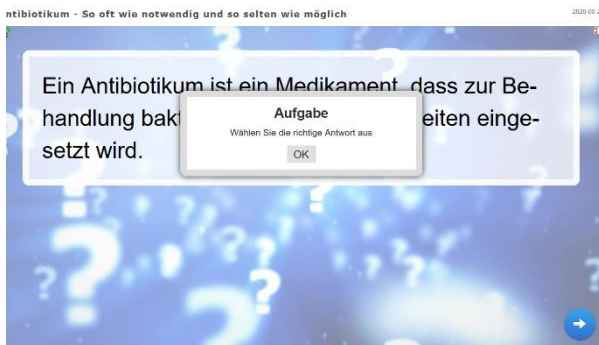 ntibiotikum - So oft wie notwendig und so selten wie möglich
Ein Antibiotikum ist ein Medikament, dass zur Be-
handlung eiten einge-
setzt wird.
Aufgabe
Wählen Sie die richtige Antwort aus
OK